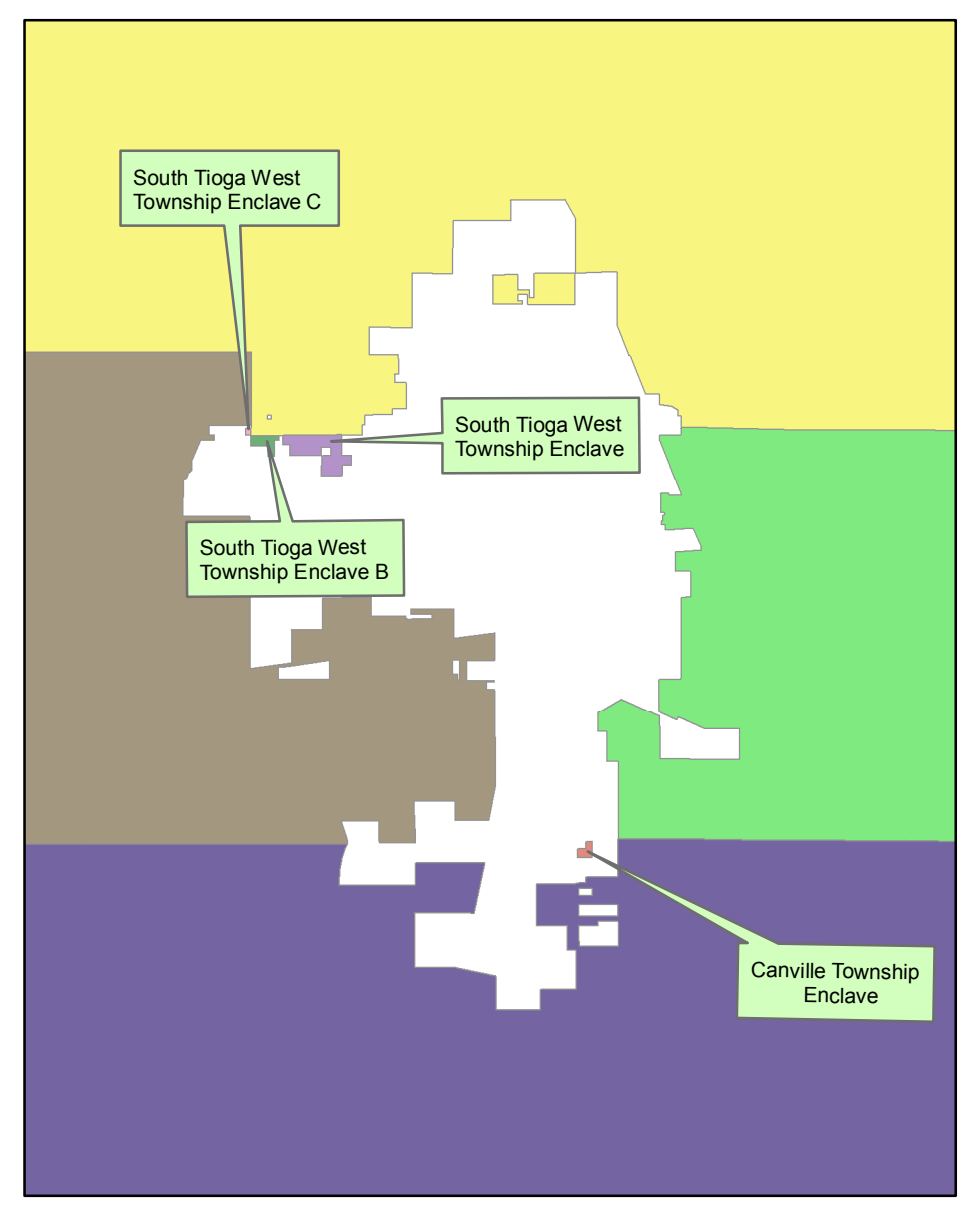 South Tioga West
Township Enclave C
South Tioga West
Township Enclave
South Tioga West
Township Enclave B
Canville Township
Enclave